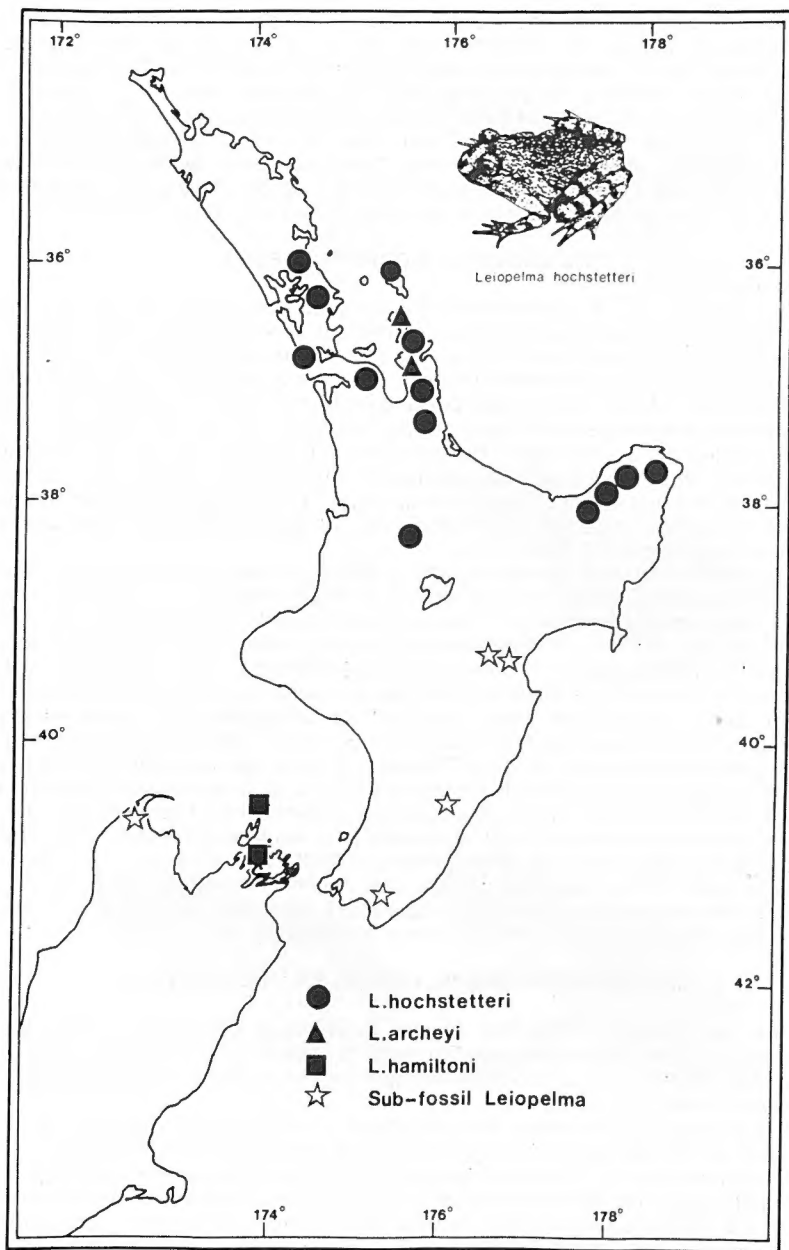 172° 174° 176° 178°
Leiopelma hochstetteri
36° 36°
38° 38°
40° 40°
42°
L.hochstetteri
L.archeyi
L.hamiltoni
Sub-fossil Leiopelma
174° 176° 178°